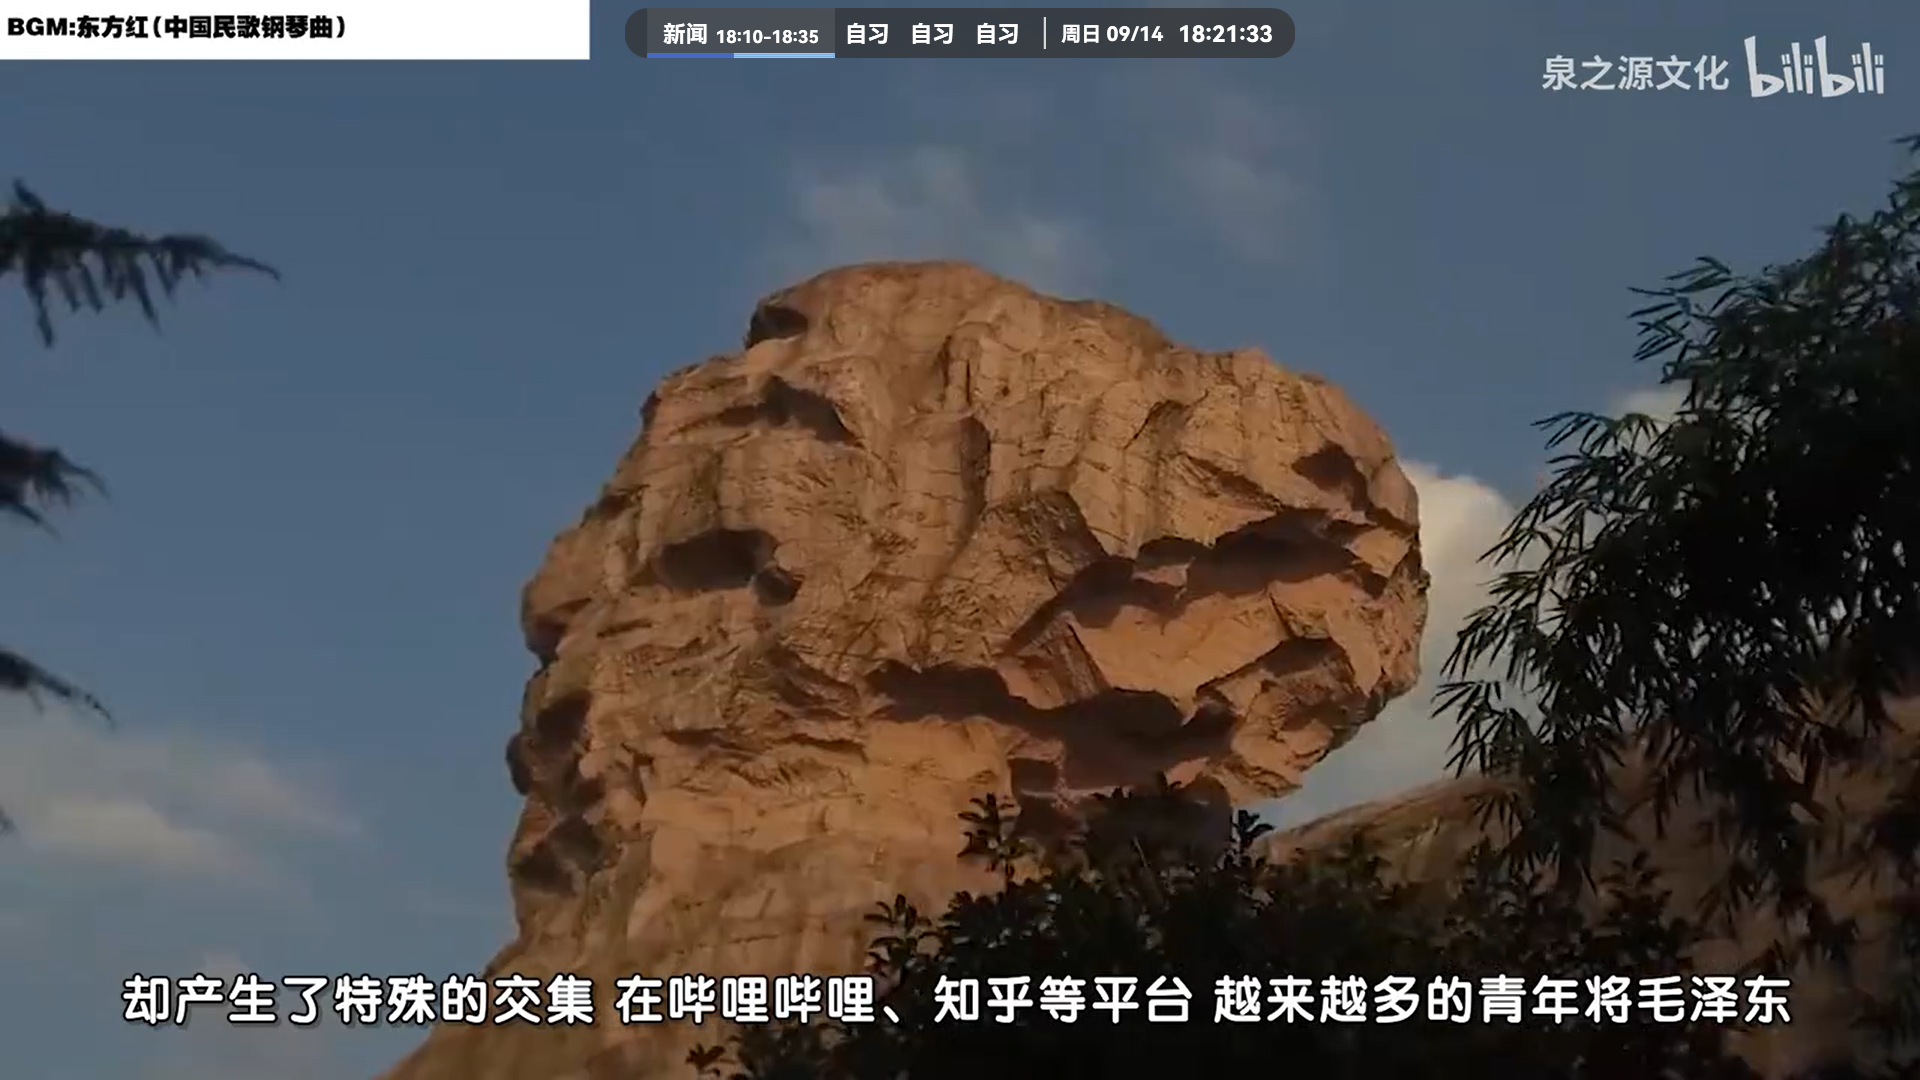 BGM:东方红(中国民歌钢琴曲)
新闻 18:10-18:35 自习 自习 自习 周日 09/14 18:21:33
泉之源文化 bilibili
却产生了特殊的交集 在哔哩哔哩、知乎等平台 越来越多的青年将毛泽东